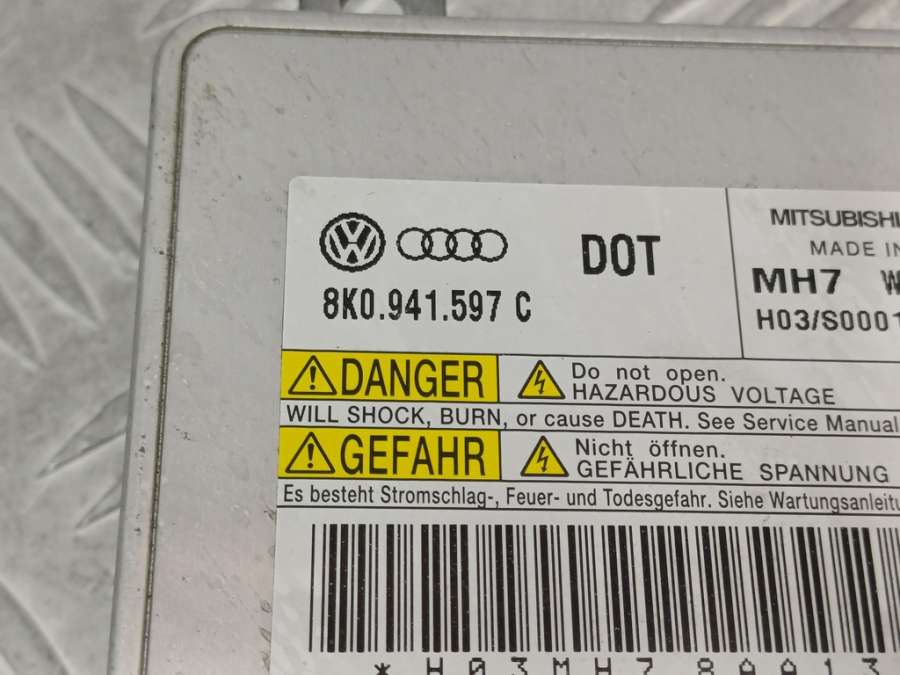 DOT
8K0.941.597 C
MITSUBISHI
MADE IN
MH7
H03/S0001
DANGER
Do not open.
HAZARDOUS VOLTAGE
WILL SHOCK, BURN, or cause DEATH. See Service Manual
GEFAHR
Nicht öffnen.
GEFÄHRLICHE SPANNUNG
Es besteht Stromschlag-, Feuer- und Todesgefahr. Siehe